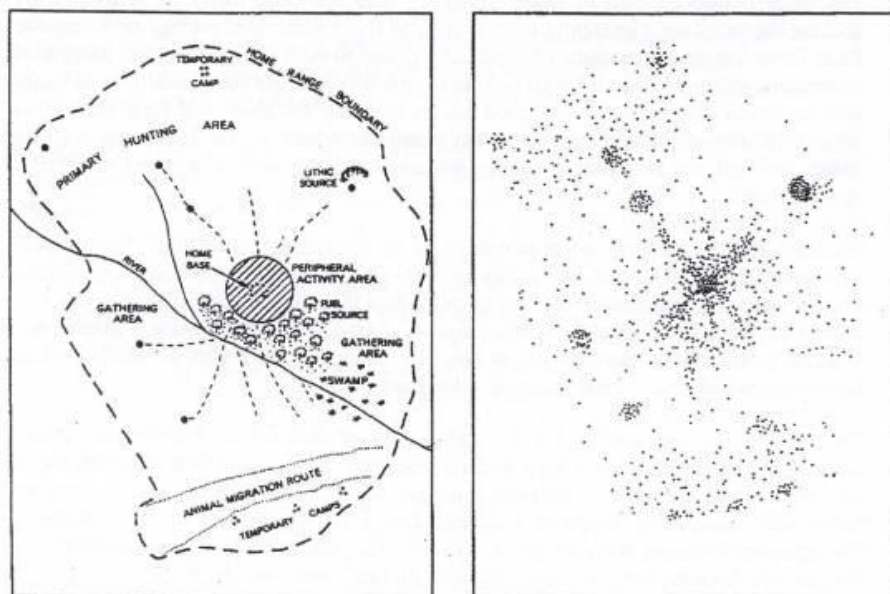 TEMPORARY
CAMP
HOME RANGE BOUNDARY
PRIMARY HUNTING AREA
LITHIC
SOURCE
RIVER
HOME
BASE
PERIPHERAL
ACTIVITY AREA
GATHERING
AREA
FUEL
SOURCE
GATHERING
AREA
SWAMP
ANIMAL MIGRATION ROUTE
TEMPORARY CAMPS